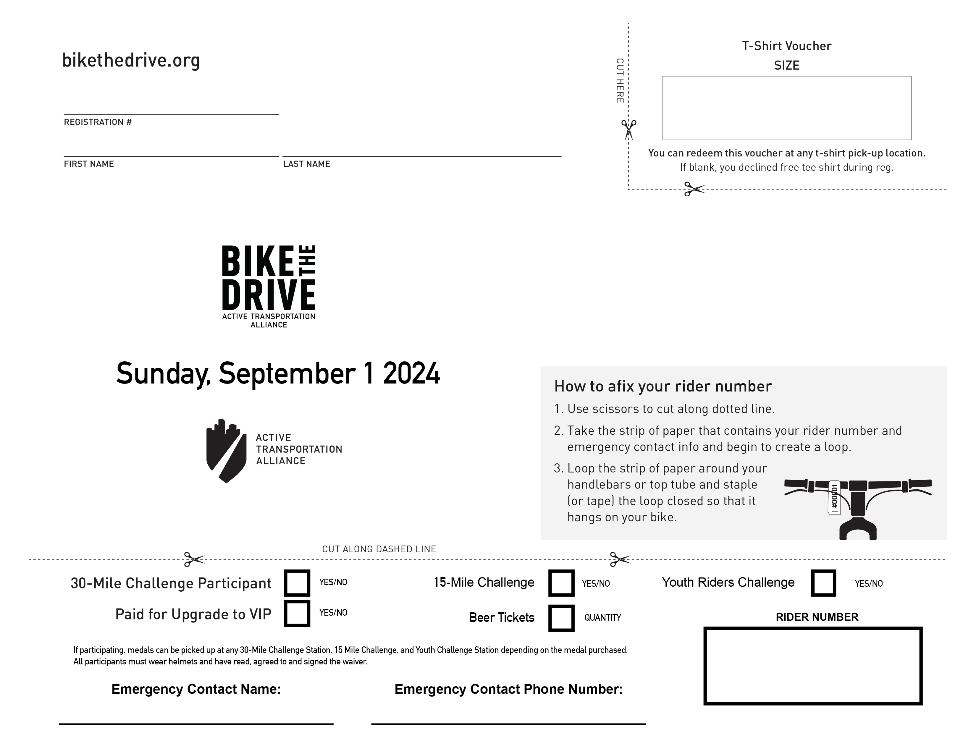 bikethedrive.org
REGISTRATION #
FIRST NAME
LAST NAME
CUT HERE
T-Shirt Voucher
SIZE
You can redeem this voucher at any t-shirt pick-up location.
If blank, you declined free tee shirt during reg.
BIKE THE
DRIVE
ACTIVE TRANSPORTATION
ALLIANCE
Sunday, September 1 2024
ACTIVE
TRANSPORTATION
ALLIANCE
How to afix your rider number
1. Use scissors to cut along dotted line.
2. Take the strip of paper that contains your rider number and
emergency contact info and begin to create a loop.
3. Loop the strip of paper around your
handlebars or top tube and staple
(or tape) the loop closed so that it
hangs on your bike.
CUT ALONG DASHED LINE
30-Mile Challenge Participant
YES/NO
15-Mile Challenge
YES/NO
Youth Riders Challenge
YES/NO
Paid for Upgrade to VIP
YES/NO
Beer Tickets
QUANTITY
RIDER NUMBER
If participating, medals can be picked up at any 30-Mile Challenge Station, 15 Mile Challenge, and Youth Challenge Station depending on the medal purchased.
All participants must wear helmets and have read, agreed to and signed the waiver.
Emergency Contact Name:
Emergency Contact Phone Number: